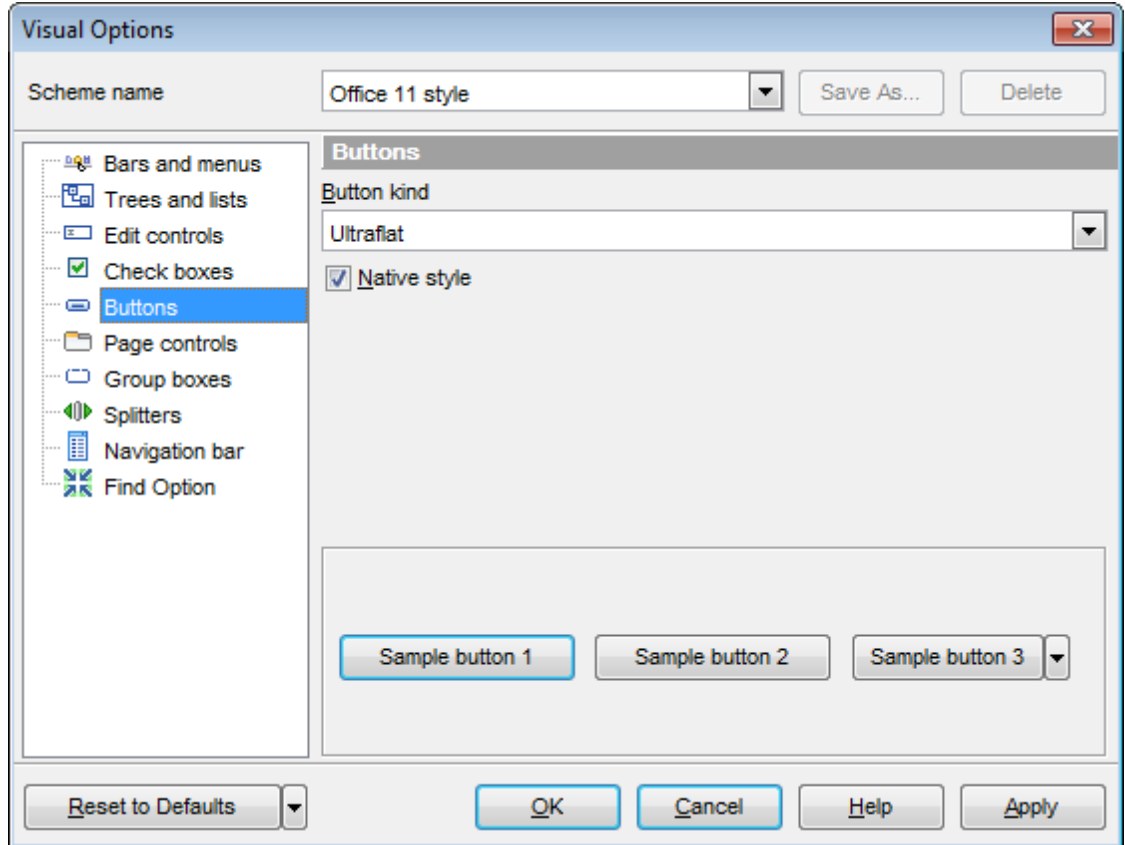 Visual Options
Scheme name
Office 11 style
Save As...
Delete
Bars and menus
Trees and lists
Edit controls
Check boxes
Buttons
Page controls
Group boxes
Splitters
Navigation bar
Find Option
Buttons
Button kind
Ultraflat
Native style
Sample button 1
Sample button 2
Sample button 3
Reset to Defaults
OK
Cancel
Help
Apply